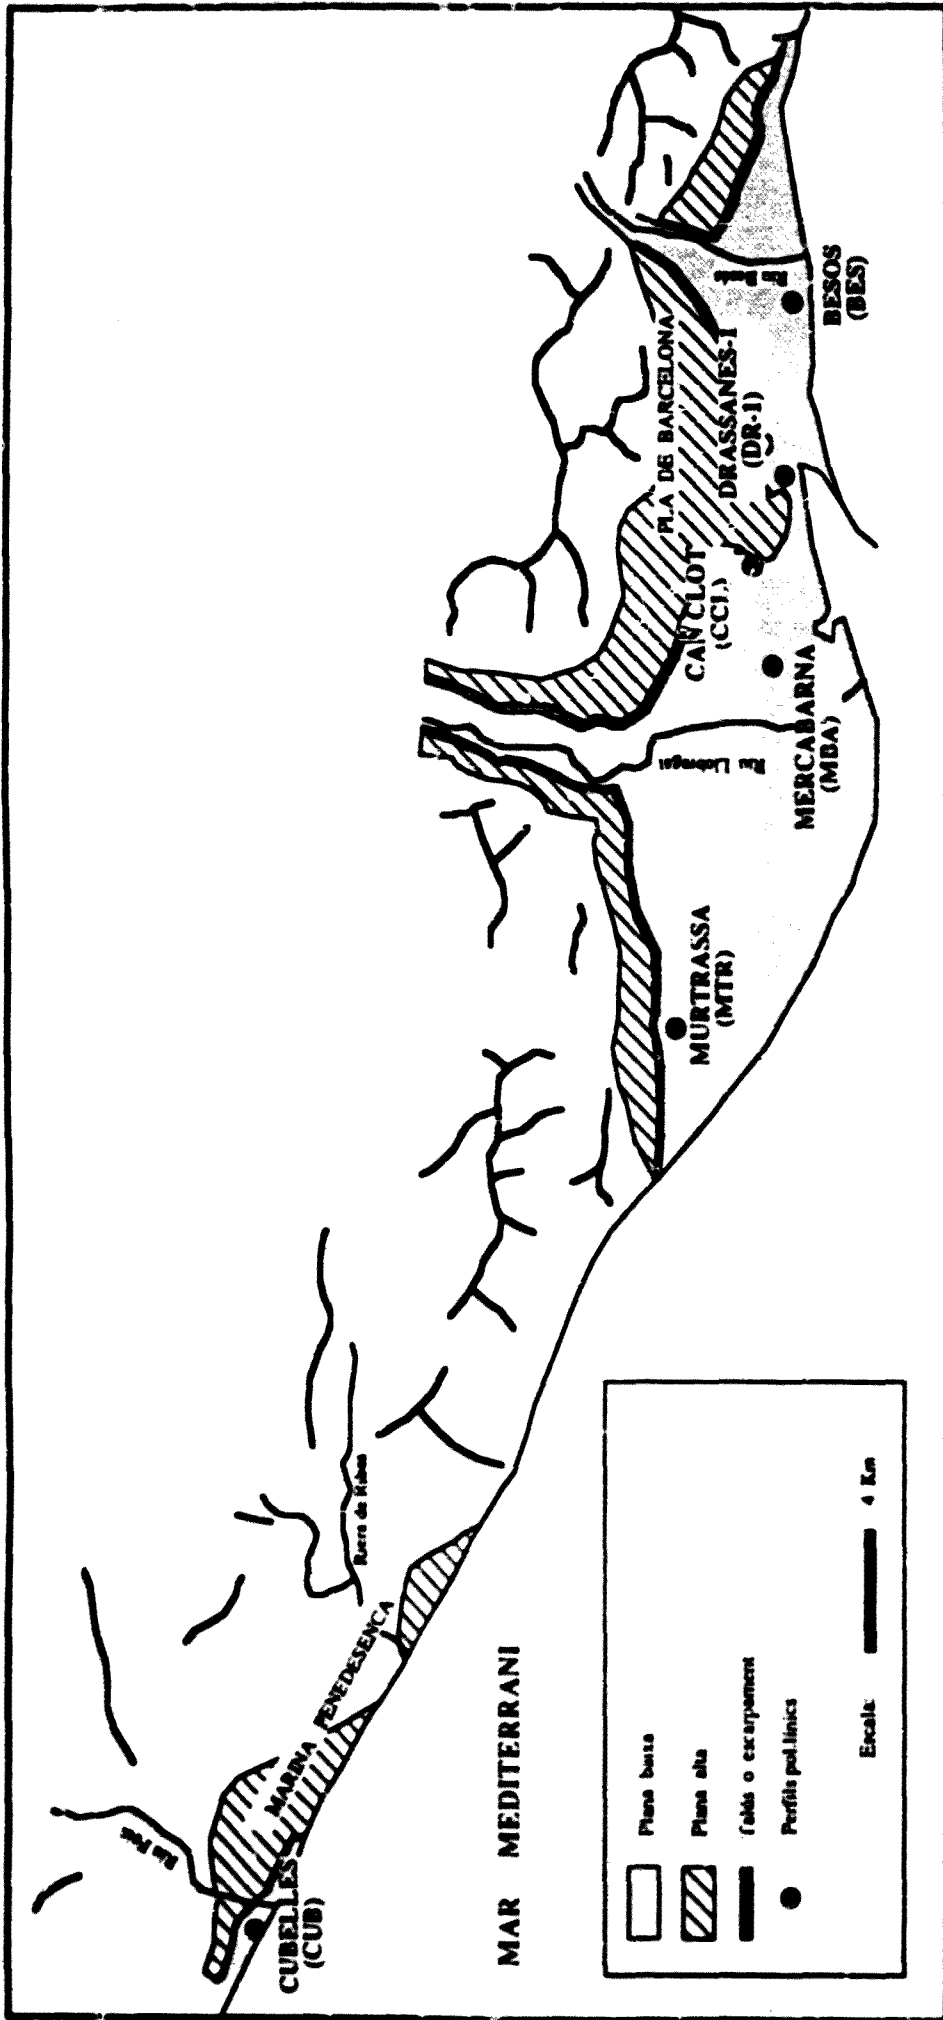 Riu Foix
CUBELLES
(CUB)
MARINA PENEDESENCA
Riera de Ribes
MAR MEDITERRANI
MURTRASSA
(MTR)
Riu Llobregat
MERCABARNA
(MBA)
CAN CLOT
(CCL)
PLA DE BARCELONA
DRASSANES-1
(DR-1)
Riu Besòs
BESOS
(BES)
Plana baixa
Plana alta
Talús o escarpament
Perfils pol.línics
Escala:
4 Km